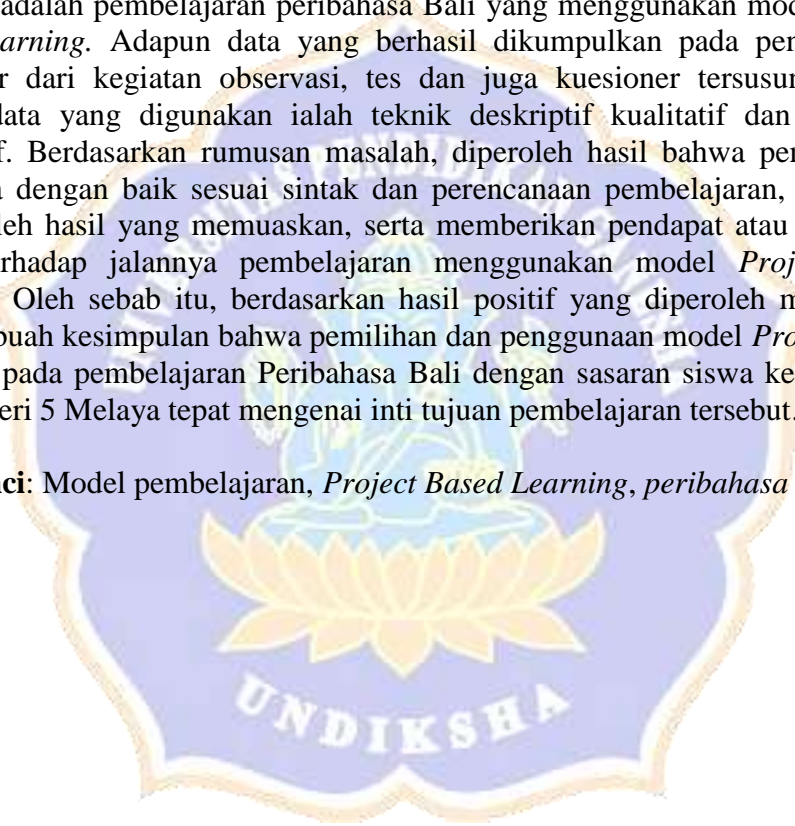 adalah pembelajaran peribahasa Bali yang menggunakan mod
arning. Adapun data yang berhasil dikumpulkan pada pen
r dari kegiatan observasi, tes dan juga kuesioner tersusun
data yang digunakan ialah teknik deskriptif kualitatif dan
f. Berdasarkan rumusan masalah, diperoleh hasil bahwa per
a dengan baik sesuai sintak dan perencanaan pembelajaran,
leh hasil yang memuaskan, serta memberikan pendapat atau
rhadap jalannya pembelajaran menggunakan model Proj
Oleh sebab itu, berdasarkan hasil positif yang diperoleh m
buah kesimpulan bahwa pemilihan dan penggunaan model Pro
pada pembelajaran Peribahasa Bali dengan sasaran siswa ke
eri 5 Melaya tepat mengenai inti tujuan pembelajaran tersebut.
nci: Model pembelajaran, Project Based Learning, peribahasa
UNIVERSITAS PENDIDIKAN GANESHA
UNDIKSHA